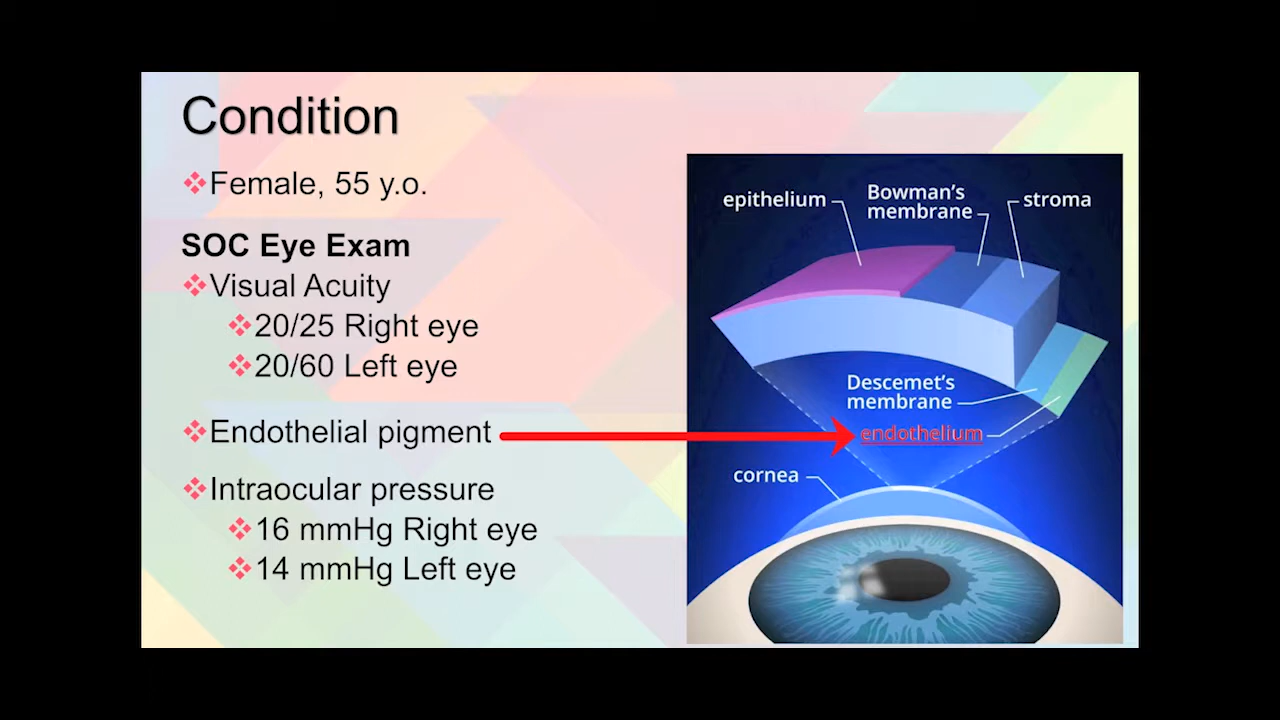 Condition
❖Female, 55 y.o.
SOC Eye Exam
❖Visual Acuity
❖20/25 Right eye
❖20/60 Left eye
❖Endothelial pigment
❖Intraocular pressure
❖16 mmHg Right eye
❖14 mmHg Left eye
epithelium
Bowman's
membrane
stroma
Descemet's
membrane
endothelium
cornea